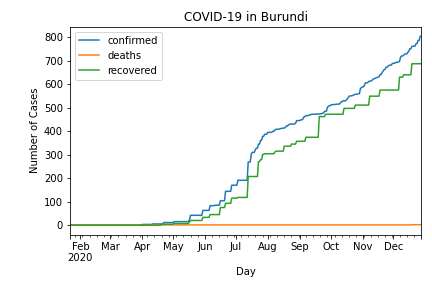 COVID-19 in Burundi
confirmed
deaths
recovered
Number of Cases
800
700
600
500
400
300
200
100
0
Feb Mar Apr May Jun Jul Aug Sep Oct Nov Dec
2020
Day